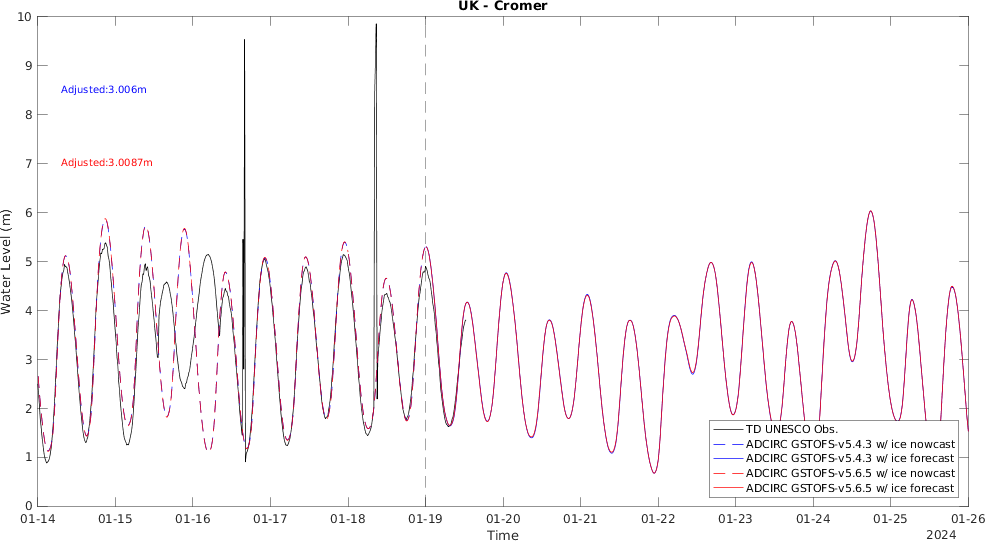 UK - Cromer
10
9
8
7
6
5
4
3
2
1
0
Water Level (m)
Adjusted:3.006m
Adjusted:3.0087m
TD UNESCO Obs.
ADCIRC GSTOFS-v5.4.3 w/ ice nowcast
ADCIRC GSTOFS-v5.4.3 w/ ice forecast
ADCIRC GSTOFS-v5.6.5 w/ ice nowcast
ADCIRC GSTOFS-v5.6.5 w/ ice forecast
01-14 01-15 01-16 01-17 01-18 01-19 01-20 01-21 01-22 01-23 01-24 01-25 01-26
Time
2024